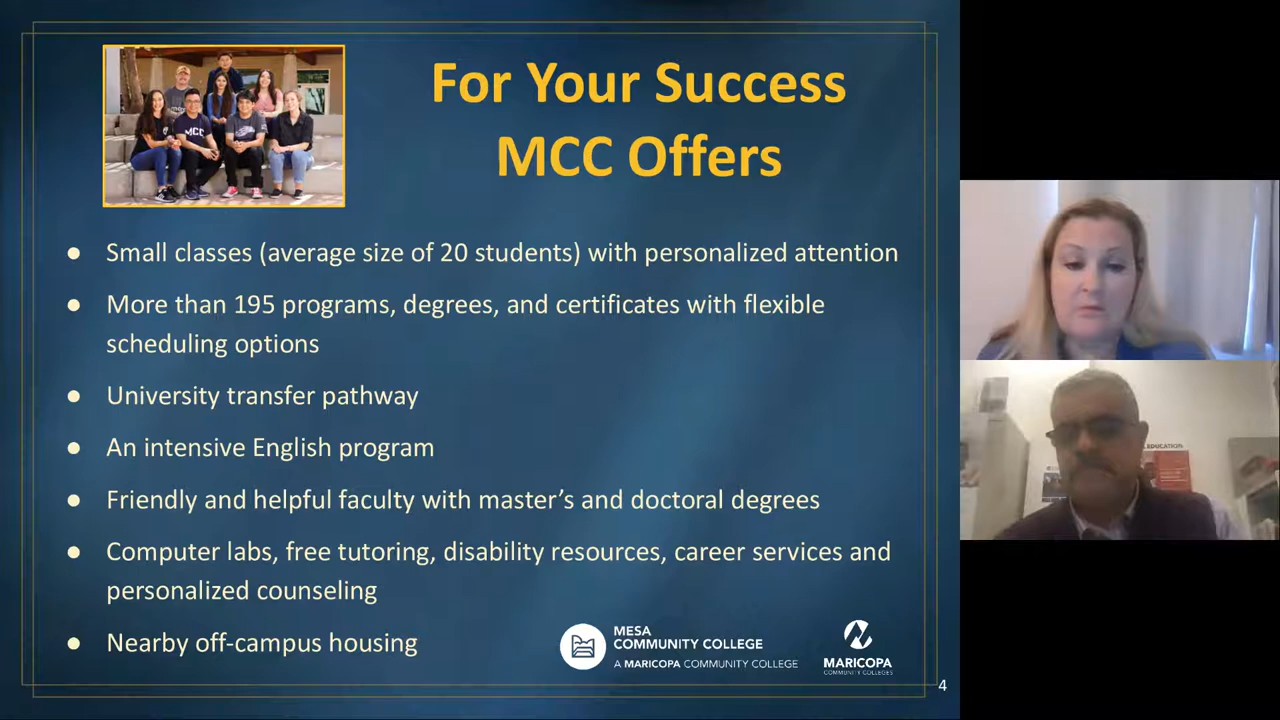 For Your Success
MCC Offers
MCC
● Small classes (average size of 20 students) with personalized attention
● More than 195 programs, degrees, and certificates with flexible
scheduling options
● University transfer pathway
● An intensive English program
● Friendly and helpful faculty with master’s and doctoral degrees
● Computer labs, free tutoring, disability resources, career services and
personalized counseling
● Nearby off-campus housing
MESA
COMMUNITY COLLEGE
A MARICOPA COMMUNITY COLLEGE
MARICOPA
COMMUNITY COLLEGES
4
EDUCATION